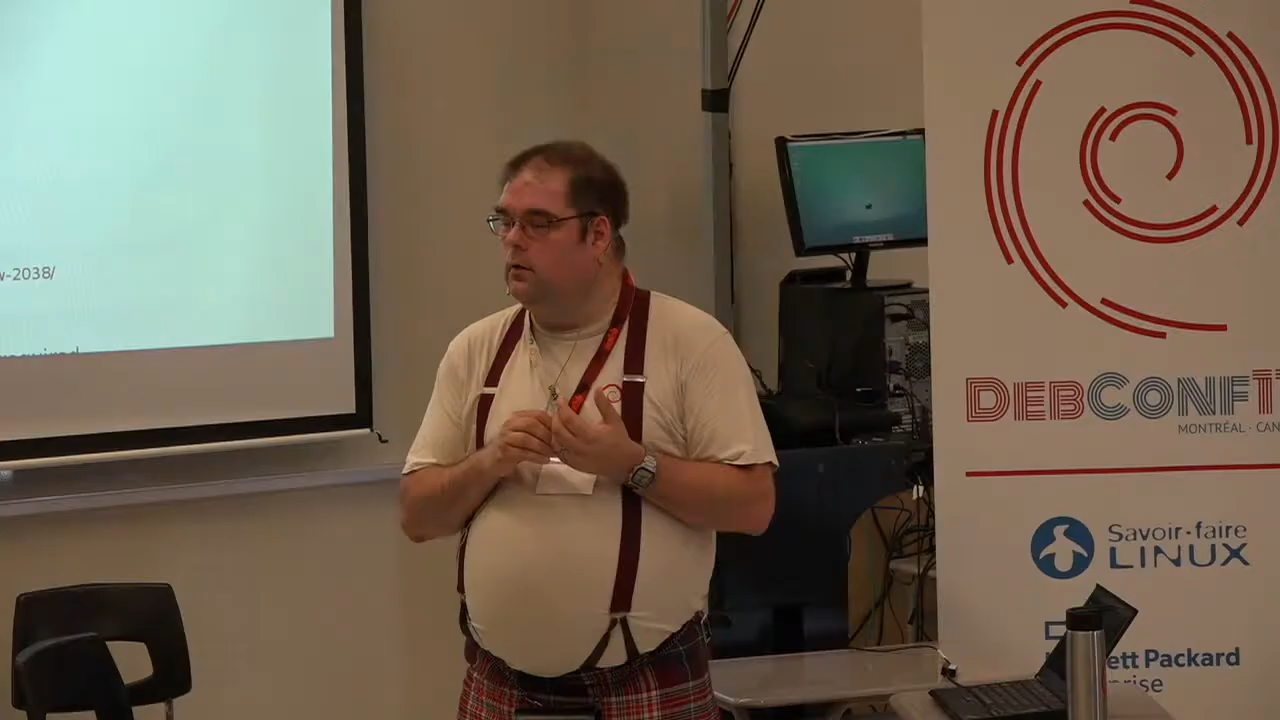 -2038/
DEBCONF1
MONTRÉAL · CAN
Savoir-faire
LINUX
ett Packard
rise